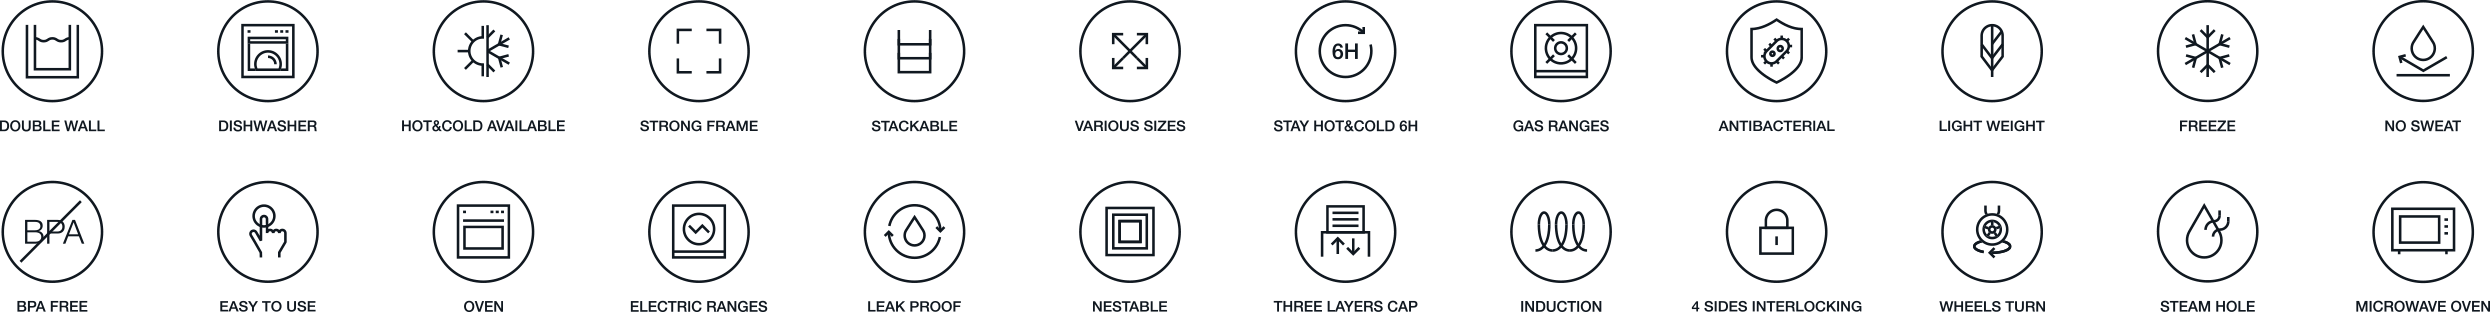 6H
DOUBLE WALL
DISHWASHER
HOT&COLD AVAILABLE
STRONG FRAME
STACKABLE
VARIOUS SIZES
STAY HOT&COLD 6H
GAS RANGES
ANTIBACTERIAL
LIGHT WEIGHT
FREEZE
NO SWEAT
BPA
BPA FREE
EASY TO USE
OVEN
ELECTRIC RANGES
LEAK PROOF
NESTABLE
THREE LAYERS CAP
INDUCTION
4 SIDES INTERLOCKING
WHEELS TURN
STEAM HOLE
MICROWAVE OVEN